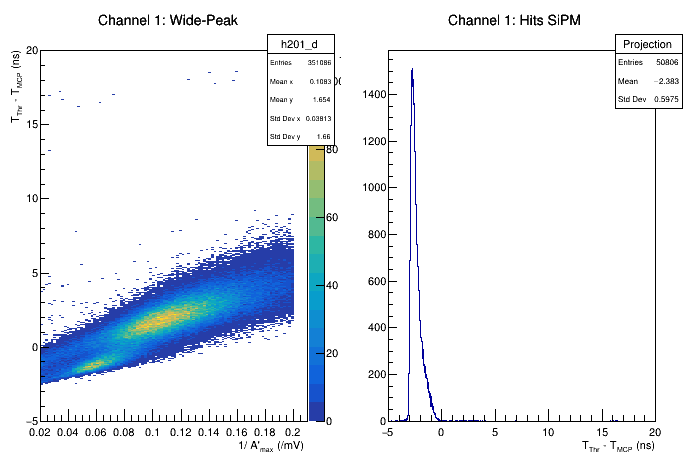 Channel 1: Wide-Peak
h201_d
Entries 351086
Mean x 0.1083
Mean y 1.654
Std Dev x 0.03813
Std Dev y 1.66
T_Thr - T_MCP (ns)
20
15
10
5
0
−5
0.02 0.04 0.06 0.08 0.1 0.12 0.14 0.16 0.18 0.2
1/ A'_max (/mV)
80
60
40
20
0
Channel 1: Hits SiPM
Projection
Entries 50806
Mean −2.383
Std Dev 0.5975
1400
1200
1000
800
600
400
200
0
−5 0 5 10 15 20
T_Thr - T_MCP (ns)